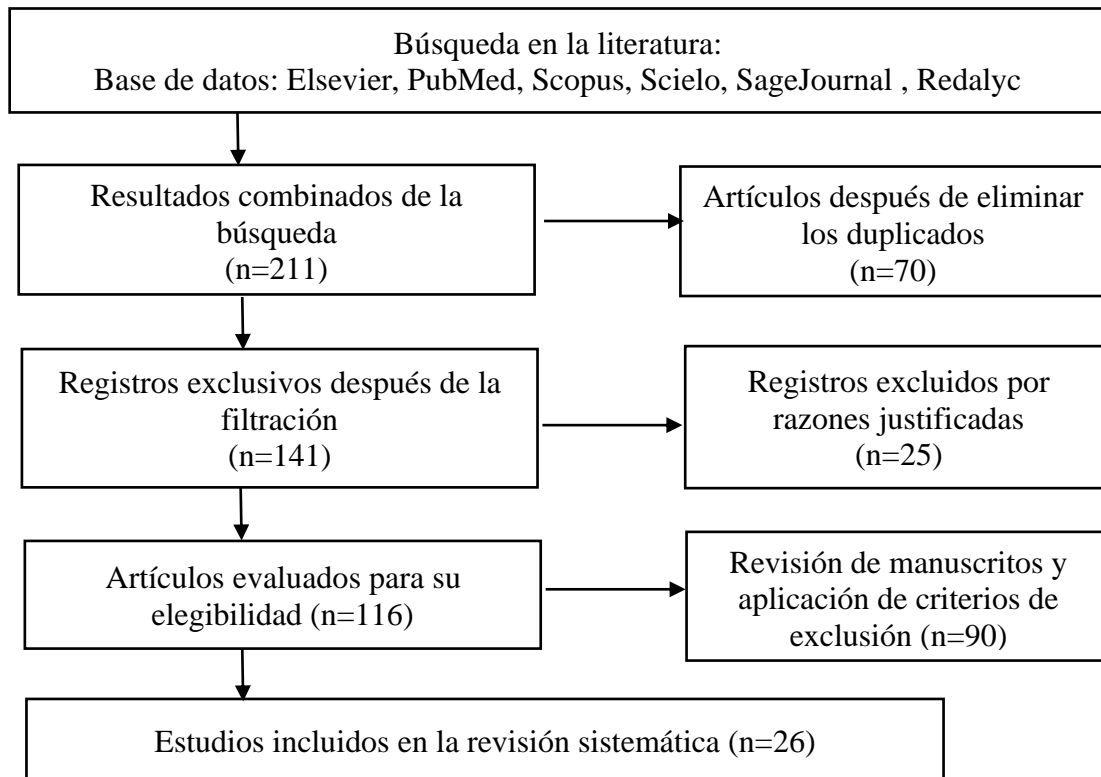 Búsqueda en la literatura:
Base de datos: Elsevier, PubMed, Scopus, Scielo, SageJournal , Redalyc
Resultados combinados de la
búsqueda
(n=211)
Artículos después de eliminar
los duplicados
(n=70)
Registros exclusivos después de la
filtración
(n=141)
Registros excluidos por
razones justificadas
(n=25)
Artículos evaluados para su
elegibilidad (n=116)
Revisión de manuscritos y
aplicación de criterios de
exclusión (n=90)
Estudios incluidos en la revisión sistemática (n=26)